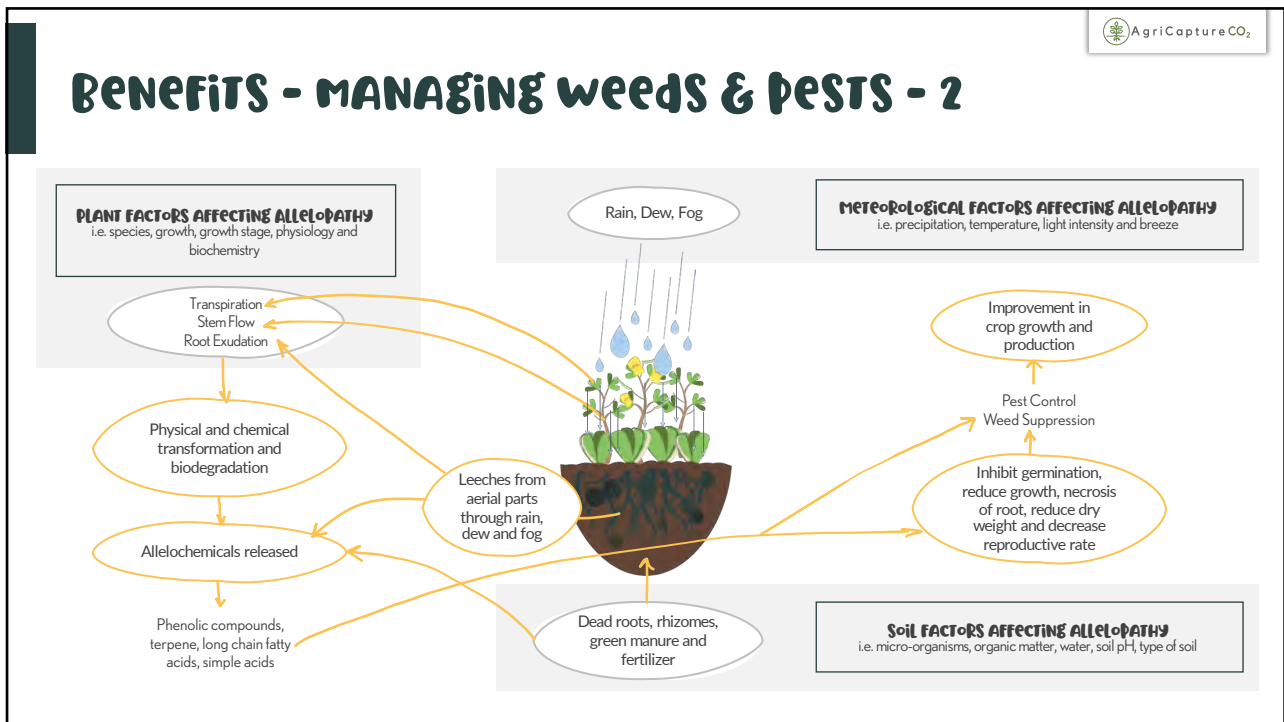 AgriCaptureCO₂
Benefits - Managing Weeds & Pests - 2
Plant factors affecting allelopathy
i.e. species, growth, growth stage, physiology and
biochemistry
Rain, Dew, Fog
Meteorological factors affecting allelopathy
i.e. precipitation, temperature, light intensity and breeze
Transpiration
Stem Flow
Root Exudation
Improvement in
crop growth and
production
Pest Control
Weed Suppression
Physical and chemical
transformation and
biodegradation
Leeches from
aerial parts
through rain,
dew and fog
Inhibit germination,
reduce growth, necrosis
of root, reduce dry
weight and decrease
reproductive rate
Allelochemicals released
Phenolic compounds,
terpene, long chain fatty
acids, simple acids
Dead roots, rhizomes,
green manure and
fertilizer
Soil factors affecting allelopathy
i.e. micro-organisms, organic matter, water, soil pH, type of soil